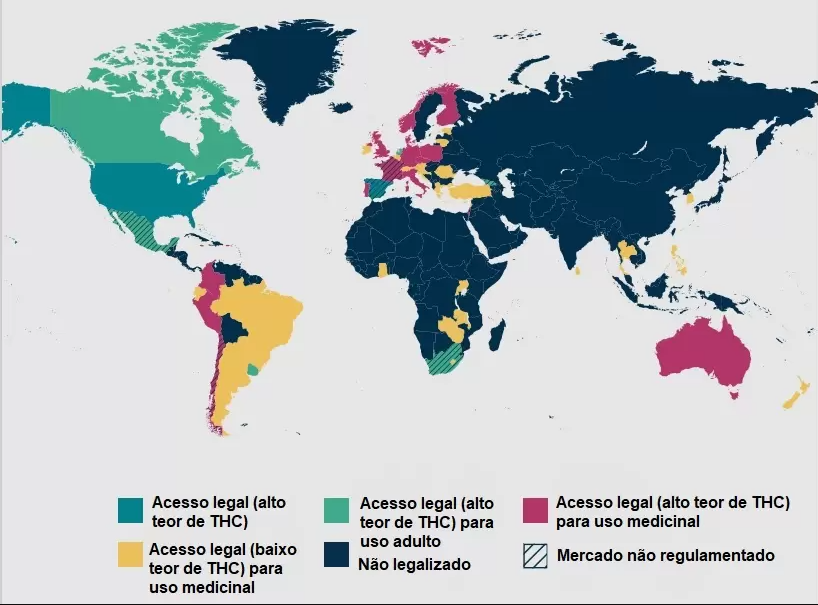 Acesso legal (alto
teor de THC)
Acesso legal (alto
teor de THC) para
uso adulto
Acesso legal (alto teor de THC)
para uso medicinal
Acesso legal (baixo
teor de THC) para
uso medicinal
Não legalizado
Mercado não regulamentado